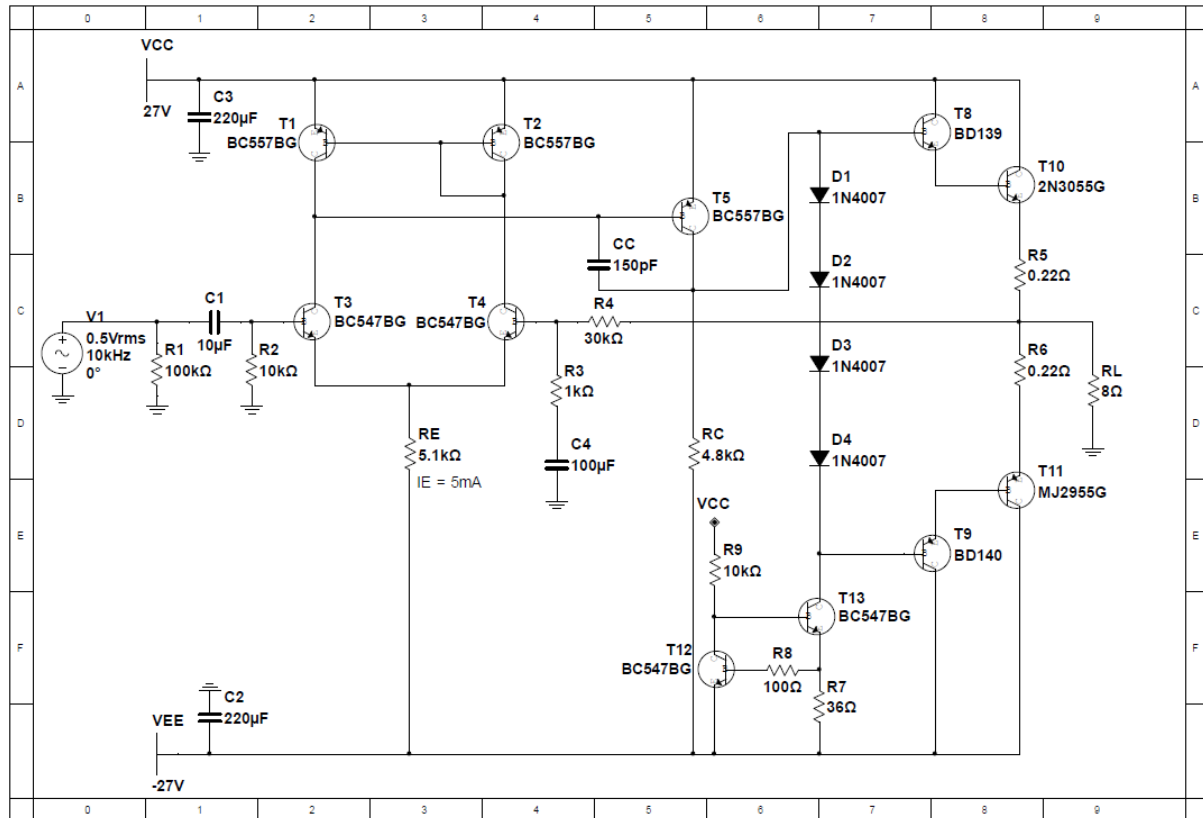 0 1 2 3 4 5 6 7 8 9
A A
B B
C C
D D
E E
F F
VCC
27V
C3
220µF
T1
BC557BG
T2
BC557BG
T8
BD139
T10
2N3055G
D1
1N4007
T5
BC557BG
CC
150pF
D2
1N4007
R5
0.22Ω
V1
0.5Vrms
10kHz
0°
C1
10µF
R1
100kΩ
R2
10kΩ
T3
BC547BG
T4
BC547BG
R4
30kΩ
R3
1kΩ
D3
1N4007
R6
0.22Ω
RL
8Ω
RE
5.1kΩ
IE = 5mA
C4
100µF
RC
4.8kΩ
D4
1N4007
T11
MJ2955G
VCC
R9
10kΩ
T9
BD140
T13
BC547BG
T12
BC547BG
R8
100Ω
R7
36Ω
C2
220µF
VEE
-27V
0 1 2 3 4 5 6 7 8 9